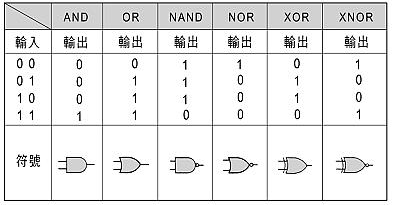 AND OR NAND NOR XOR XNOR
輸入 輸出 輸出 輸出 輸出 輸出 輸出
0 0 0 0 1 1 0 1
0 1 0 1 1 0 1 0
1 0 0 1 1 0 1 0
1 1 1 1 0 0 0 1
符號